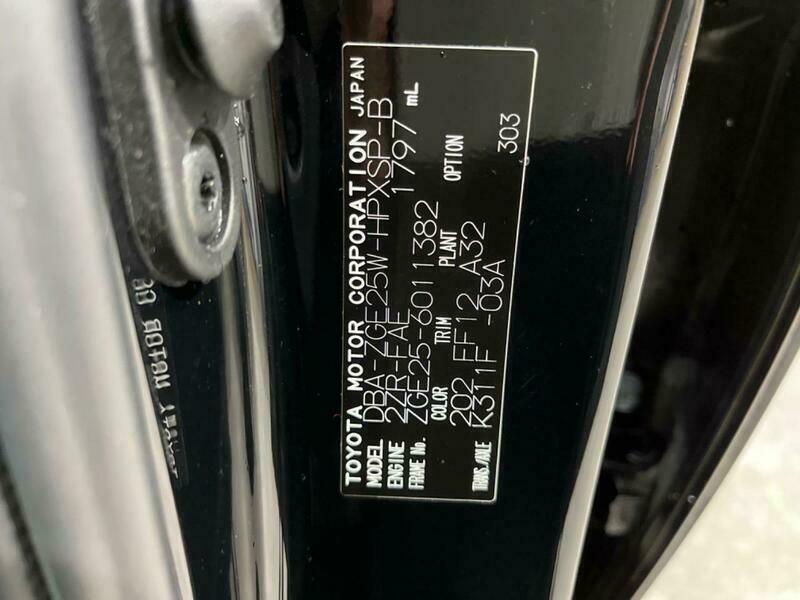 TOYOTA MOTOR CORPORATION JAPAN
MODEL DBA-ZGE25W-HPXSP-B
ENGINE 2ZR-FAE 1797 mL
FRAME No. ZGE25-6011382
COLOR TRIM PLANT OPTION
202 FF12 A32
TRANS/AXLE K311F -03A 303